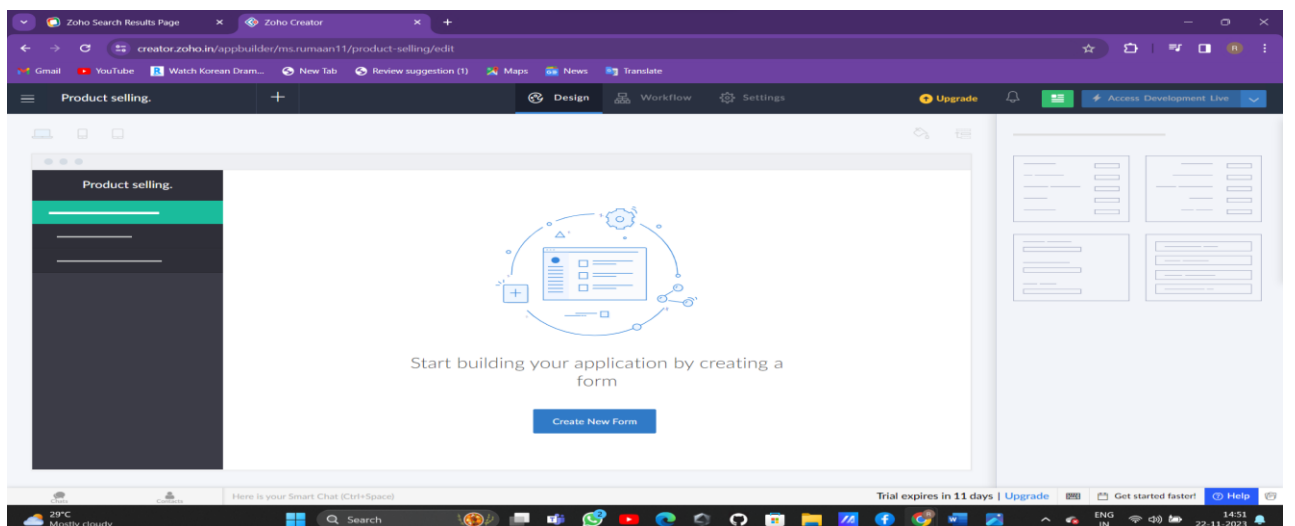 Zoho Search Results Page
Zoho Creator
creator.zoho.in/appbuilder/ms.rumaan11/product-selling/edit
R
Gmail YouTube R Watch Korean Dram... New Tab Review suggestion (1) Maps News Translate
Product selling.
Design Workflow Settings
Upgrade
Access Development Live
Product selling.
Start building your application by creating a
form
Create New Form
Chats Contacts Here is your Smart Chat (Ctrl+Space)
Trial expires in 11 days | Upgrade Get started faster! Help
29°C
Mostly cloudy
Search
ENG
IN
14:51
22-11-2023